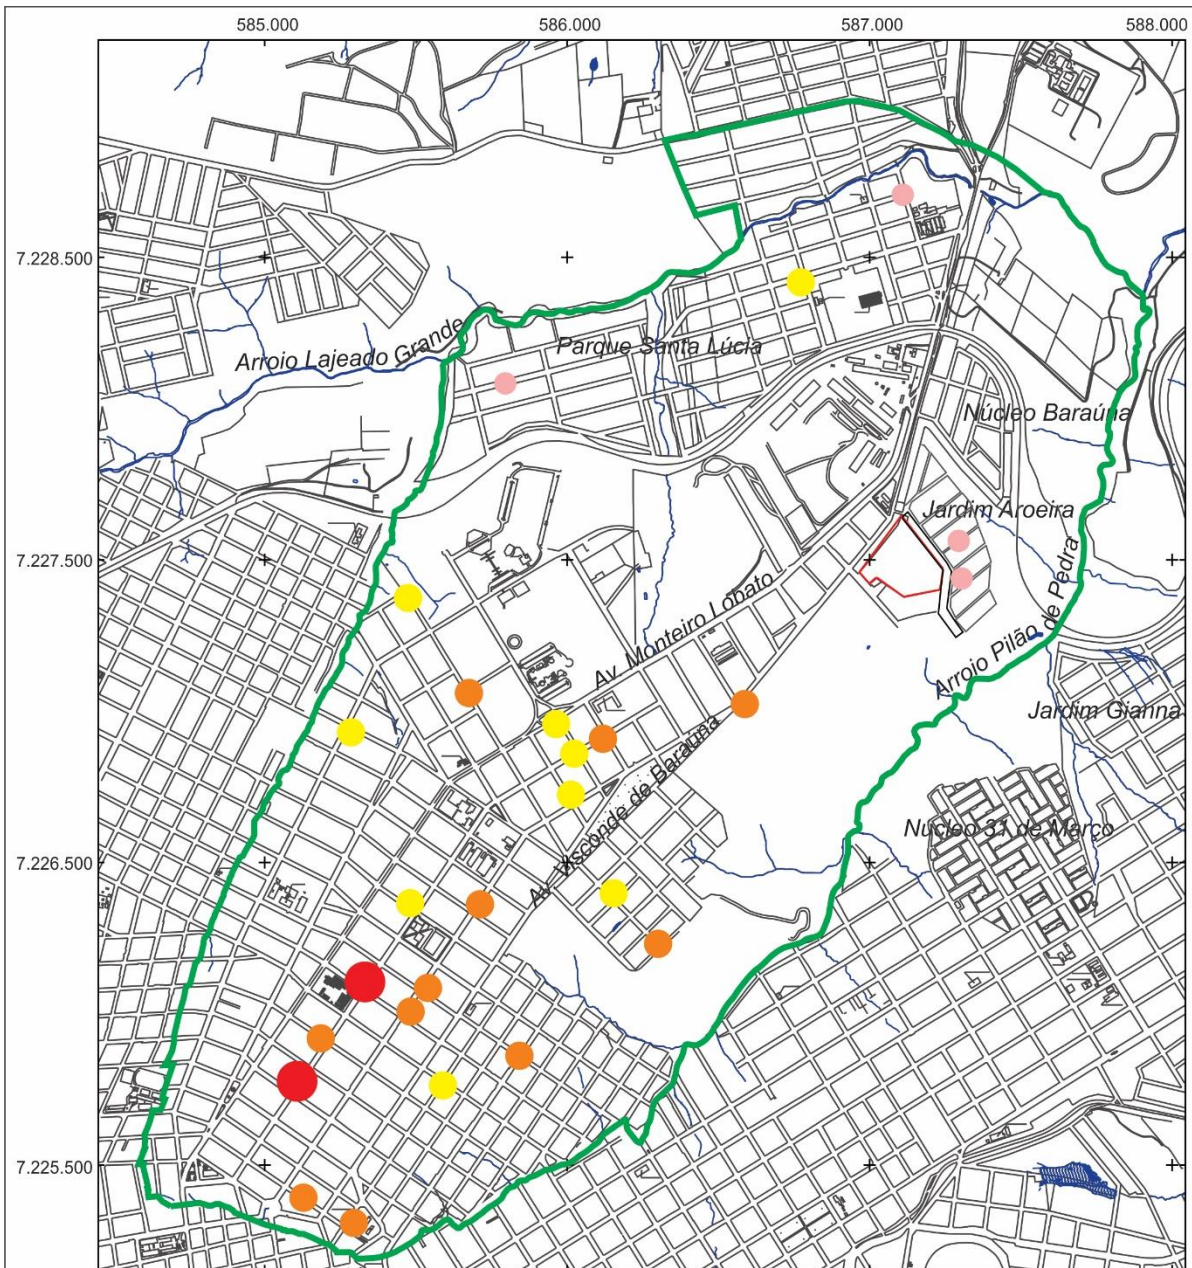 585.000 586.000 587.000 588.000
7.228.500
Arroio Lajeado Grande
Parque Santa Lúcia
Núcleo Baraúna
Jardim Aroeira
7.227.500
Arroio Pilão de Pedra
Av. Monteiro Lobato
Jardim Gianna
Av. Visconde de Baraúna
Núcleo 31 de Março
7.226.500
7.225.500